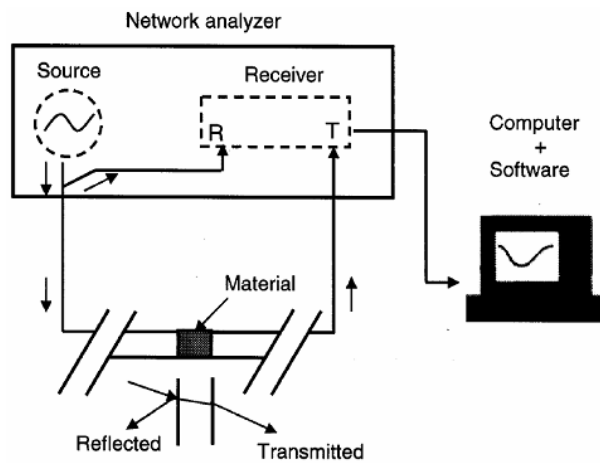 Network analyzer
Source
Receiver
R
T
Computer
+
Software
Material
Reflected
Transmitted